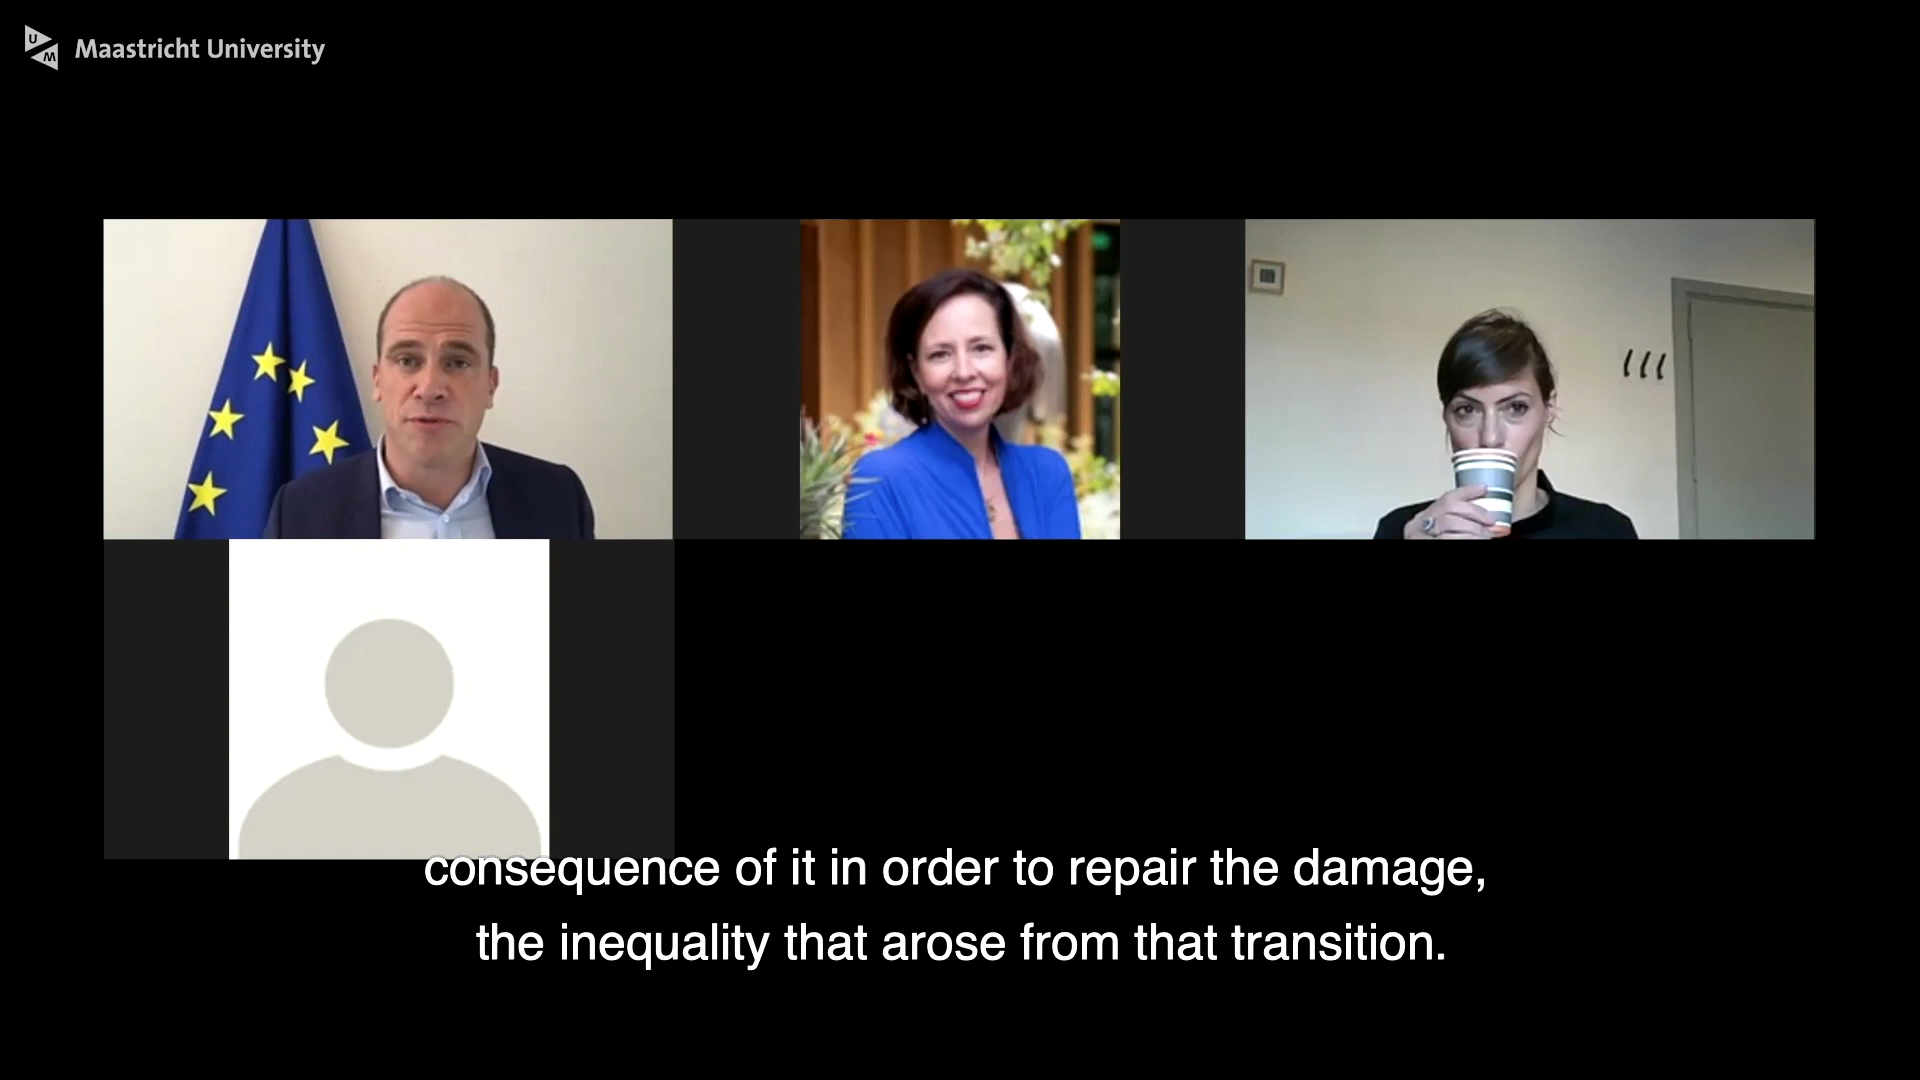 U
M
Maastricht University
consequence of it in order to repair the damage,
the inequality that arose from that transition.